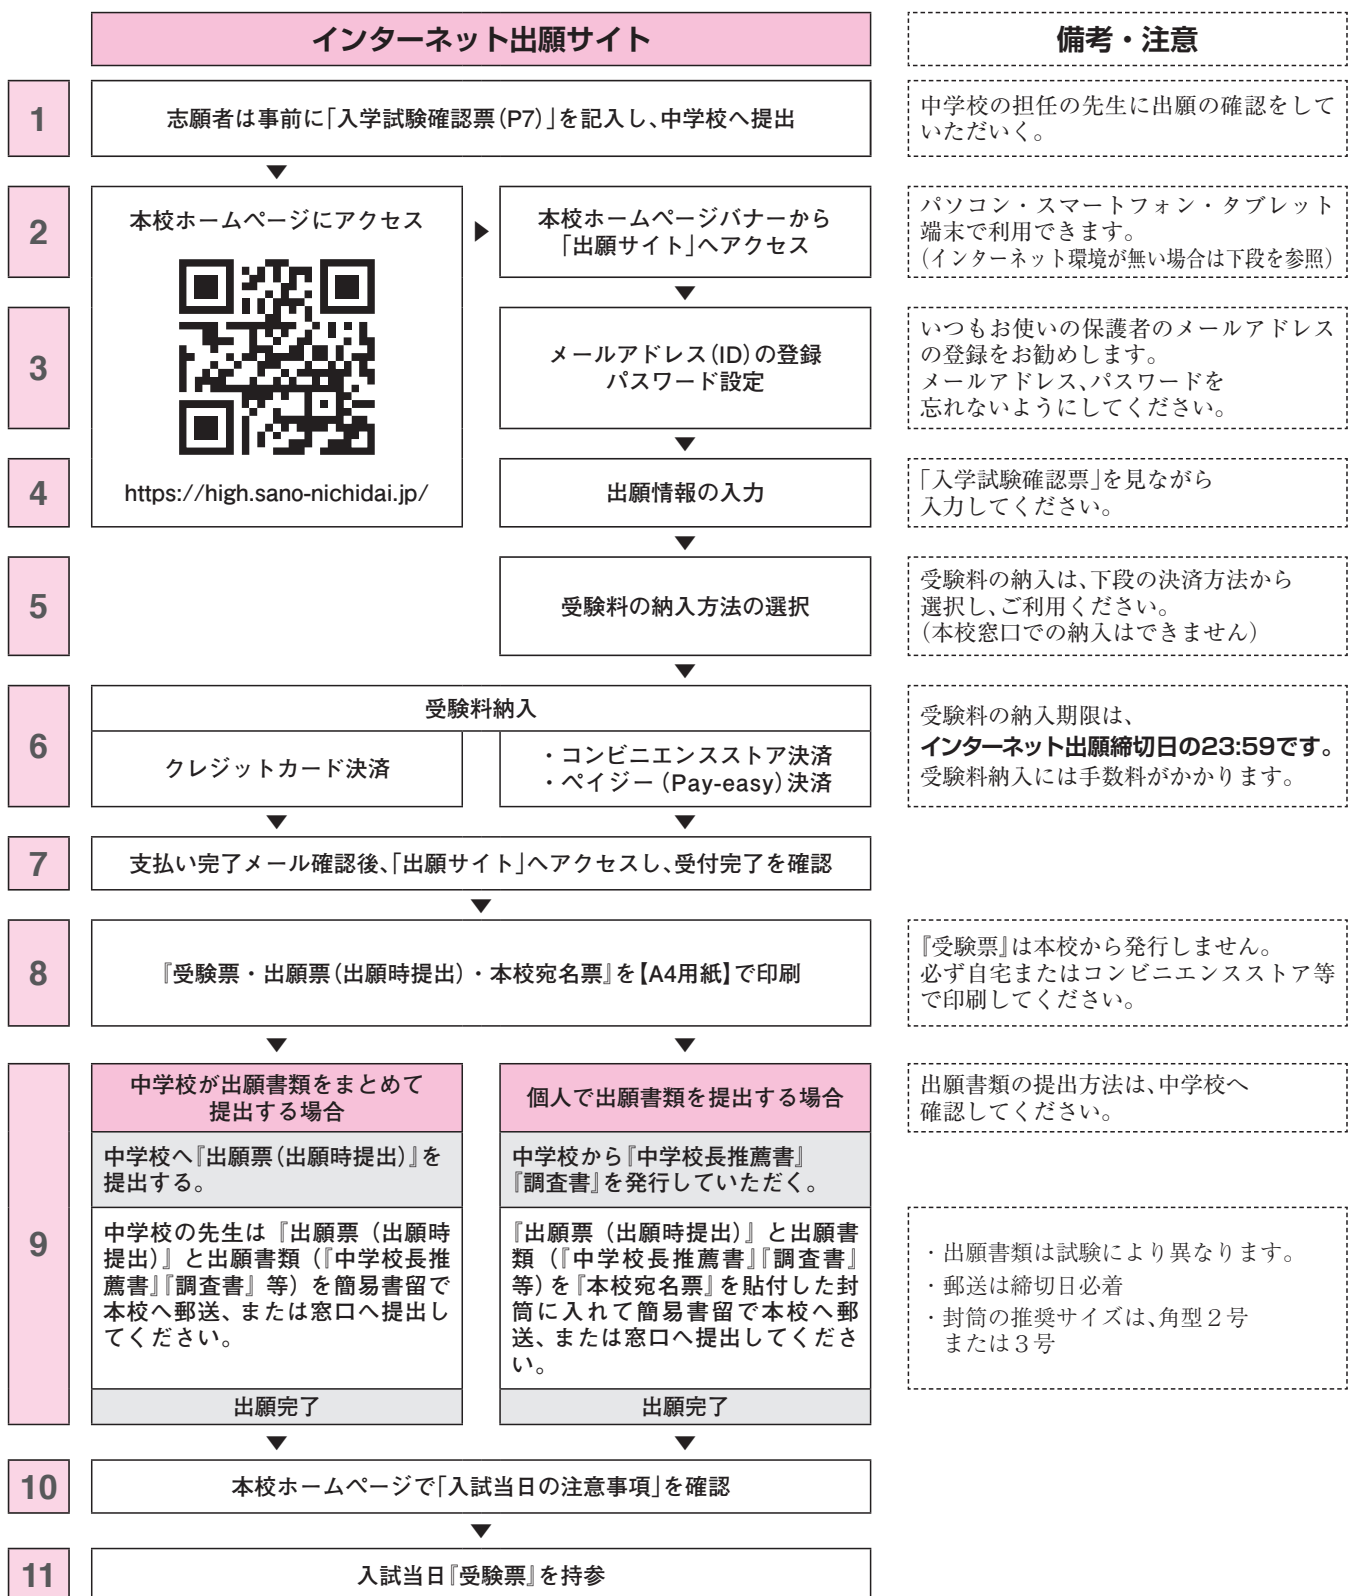 インターネット出願サイト
備考・注意
1
志願者は事前に「入学試験確認票(P7)」を記入し、中学校へ提出
中学校の担任の先生に出願の確認をして
いただいく。
2
本校ホームページにアクセス
https://high.sano-nichidai.jp/
本校ホームページバナーから
「出願サイト」へアクセス
パソコン・スマートフォン・タブレット
端末で利用できます。
(インターネット環境が無い場合は下段を参照)
3
メールアドレス(ID)の登録
パスワード設定
いつもお使いの保護者のメールアドレス
の登録をお勧めします。
メールアドレス、パスワードを
忘れないようにしてください。
4
出願情報の入力
「入学試験確認票」を見ながら
入力してください。
5
受験料の納入方法の選択
受験料の納入は、下段の決済方法から
選択し、ご利用ください。
(本校窓口での納入はできません)
6
受験料納入
クレジットカード決済
・コンビニエンスストア決済
・ペイジー(Pay-easy)決済
受験料の納入期限は、
インターネット出願締切日の23:59です。
受験料納入には手数料がかかります。
7
支払い完了メール確認後、「出願サイト」へアクセスし、受付完了を確認
8
『受験票・出願票(出願時提出)・本校宛名票』を【A4用紙】で印刷
『受験票』は本校から発行しません。
必ず自宅またはコンビニエンスストア等
で印刷してください。
9
中学校が出願書類をまとめて
提出する場合
中学校へ『出願票(出願時提出)』を
提出する。
中学校の先生は『出願票(出願時
提出)』と出願書類(『中学校長推
薦書』『調査書』等)を簡易書留で
本校へ郵送、または窓口へ提出し
てください。
出願完了
個人で出願書類を提出する場合
中学校から『中学校長推薦書』
『調査書』を発行していただく。
『出願票(出願時提出)』と出願書
類(『中学校長推薦書』『調査書』
等)を『本校宛名票』を貼付した封
筒に入れて簡易書留で本校へ郵
送、または窓口へ提出してくださ
い。
出願完了
出願書類の提出方法は、中学校へ
確認してください。
・出願書類は試験により異なります。
・郵送は締切日必着
・封筒の推奨サイズは、角型2号
または3号
10
本校ホームページで「入試当日の注意事項」を確認
11
入試当日『受験票』を持参